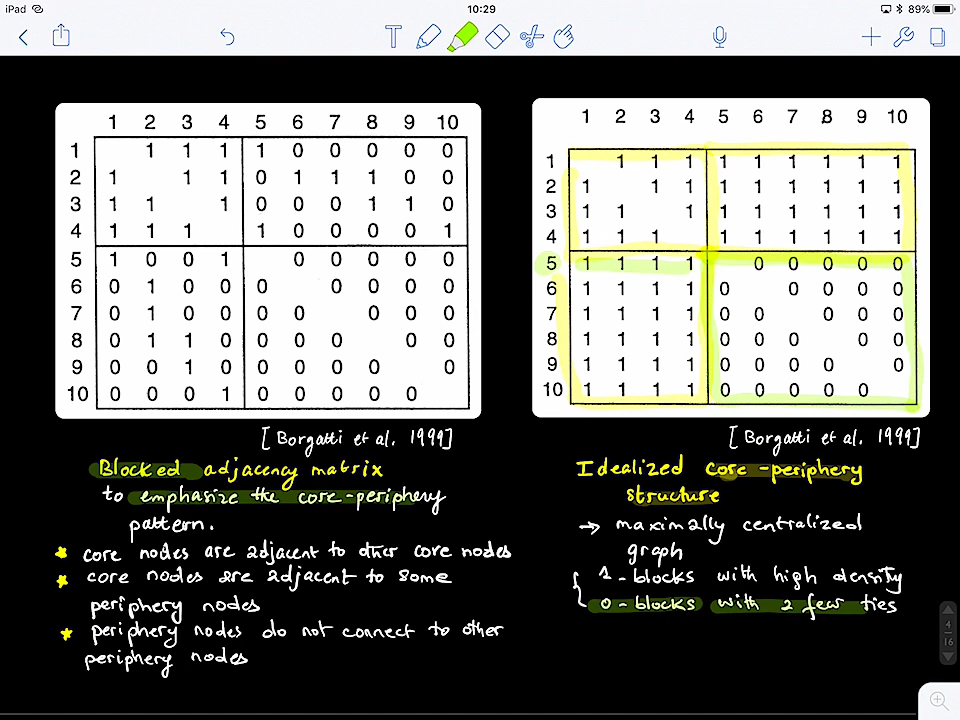 iPad
10:29
89%
T
1 2 3 4 5 6 7 8 9 10
1 1 1 1 1 0 0 0 0 0
2 1 1 1 0 1 1 1 0 0
3 1 1 1 0 0 0 1 1 0
4 1 1 1 1 0 0 0 0 1
5 1 0 0 1 0 0 0 0 0
6 0 1 0 0 0 0 0 0 0
7 0 1 0 0 0 0 0 0 0
8 0 1 1 0 0 0 0 0 0
9 0 0 1 0 0 0 0 0 0
10 0 0 0 1 0 0 0 0 0
[Borgatti et al. 1999]
Blocked adjacency matrix
to emphasize the core-periphery
pattern.
core nodes are adjacent to other core nodes
core nodes are adjacent to some
periphery nodes
periphery nodes do not connect to other
periphery nodes
1 2 3 4 5 6 7 8 9 10
1 1 1 1 1 1 1 1 1 1
2 1 1 1 1 1 1 1 1 1
3 1 1 1 1 1 1 1 1 1
4 1 1 1 1 1 1 1 1 1
5 1 1 1 1 0 0 0 0 0
6 1 1 1 1 0 0 0 0 0
7 1 1 1 1 0 0 0 0 0
8 1 1 1 1 0 0 0 0 0
9 1 1 1 1 0 0 0 0 0
10 1 1 1 1 0 0 0 0 0
[Borgatti et al. 1999]
Idealized core-periphery
structure
→ maximally centralized
graph
1-blocks with high density
0-blocks with a few ties
4
16